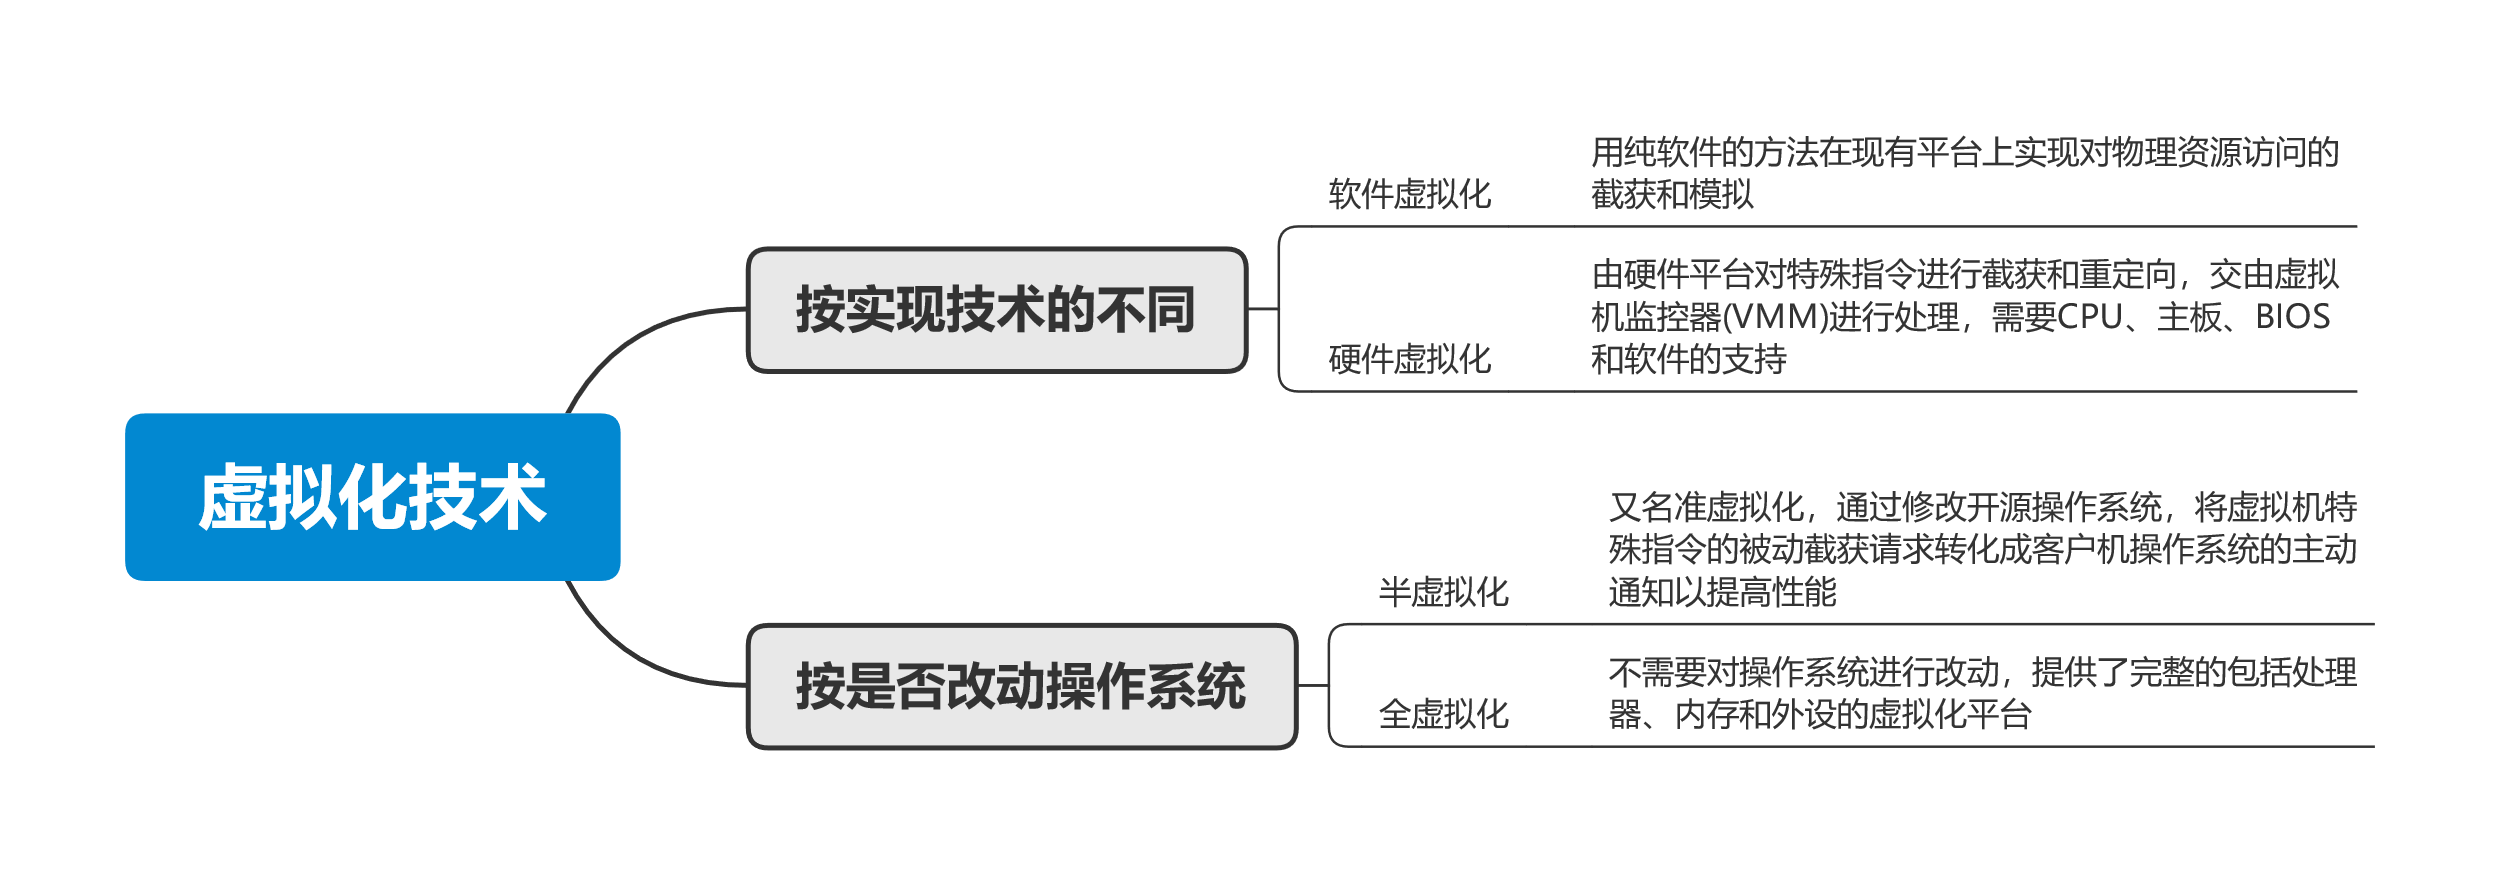 虚拟化技术
按实现技术的不同
软件虚拟化
用纯软件的方法在现有平台上实现对物理资源访问的
截获和模拟
硬件虚拟化
由硬件平台对特殊指令进行截获和重定向，交由虚拟
机监控器(VMM)进行处理，需要CPU、主板、BIOS
和软件的支持
按是否改动操作系统
半虚拟化
又名准虚拟化，通过修改开源操作系统，将虚拟机特
殊指令的被动截获请求转化成客户机操作系统的主动
通知以提高性能
全虚拟化
不需要对操作系统进行改动，提供了完整的包括处理
器、内存和外设的虚拟化平台